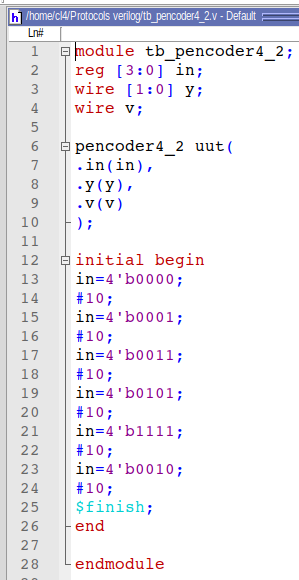 /home/cl4/Protocols verilog/tb_pencoder4_2.v - Default
Ln#
1 module tb_pencoder4_2;
2 reg [3:0] in;
3 wire [1:0] y;
4 wire v;
5
6 pencoder4_2 uut(
7 .in(in),
8 .y(y),
9 .v(v)
10 );
11
12 initial begin
13 in=4'b0000;
14 #10;
15 in=4'b0001;
16 #10;
17 in=4'b0011;
18 #10;
19 in=4'b0101;
20 #10;
21 in=4'b1111;
22 #10;
23 in=4'b0010;
24 #10;
25 $finish;
26 end
27
28 endmodule